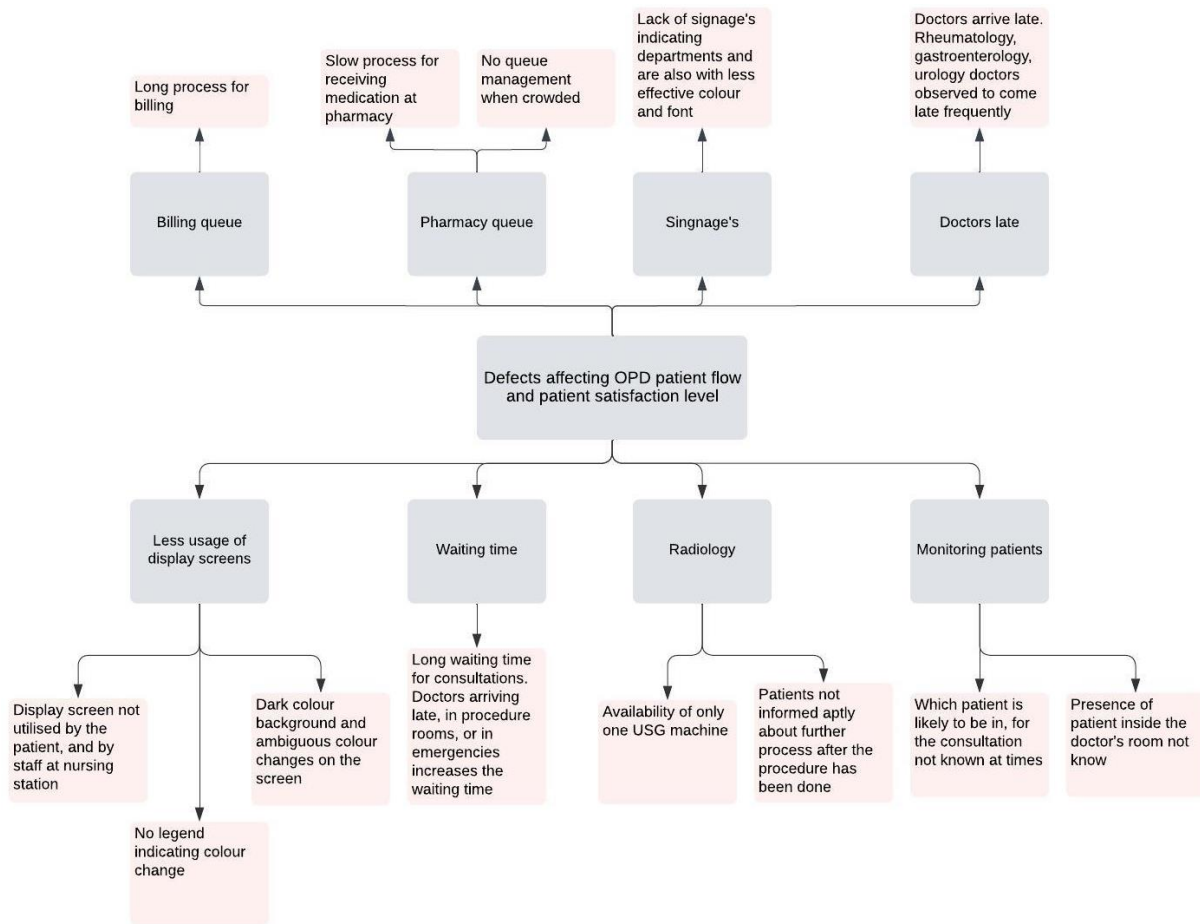 Long process for
billing
Slow process for
receiving
medication at
pharmacy
No queue
management
when crowded
Lack of signage's
indicating
departments and
are also with less
effective colour
and font
Doctors arrive late.
Rheumatology,
gastroenterology,
urology doctors
observed to come
late frequently
Billing queue
Pharmacy queue
Singnage's
Doctors late
Defects affecting OPD patient flow
and patient satisfaction level
Less usage of
display screens
Waiting time
Radiology
Monitoring patients
Display screen not
utilised by the
patient, and by
staff at nursing
station
No legend
indicating colour
change
Dark colour
background and
ambiguous colour
changes on the
screen
Long waiting time
for consultations.
Doctors arriving
late, in procedure
rooms, or in
emergencies
increases the
waiting time
Availability of only
one USG machine
Patients not
informed aptly
about further
process after the
procedure has
been done
Which patient is
likely to be in, for
the consultation
not known at times
Presence of
patient inside the
doctor's room not
know